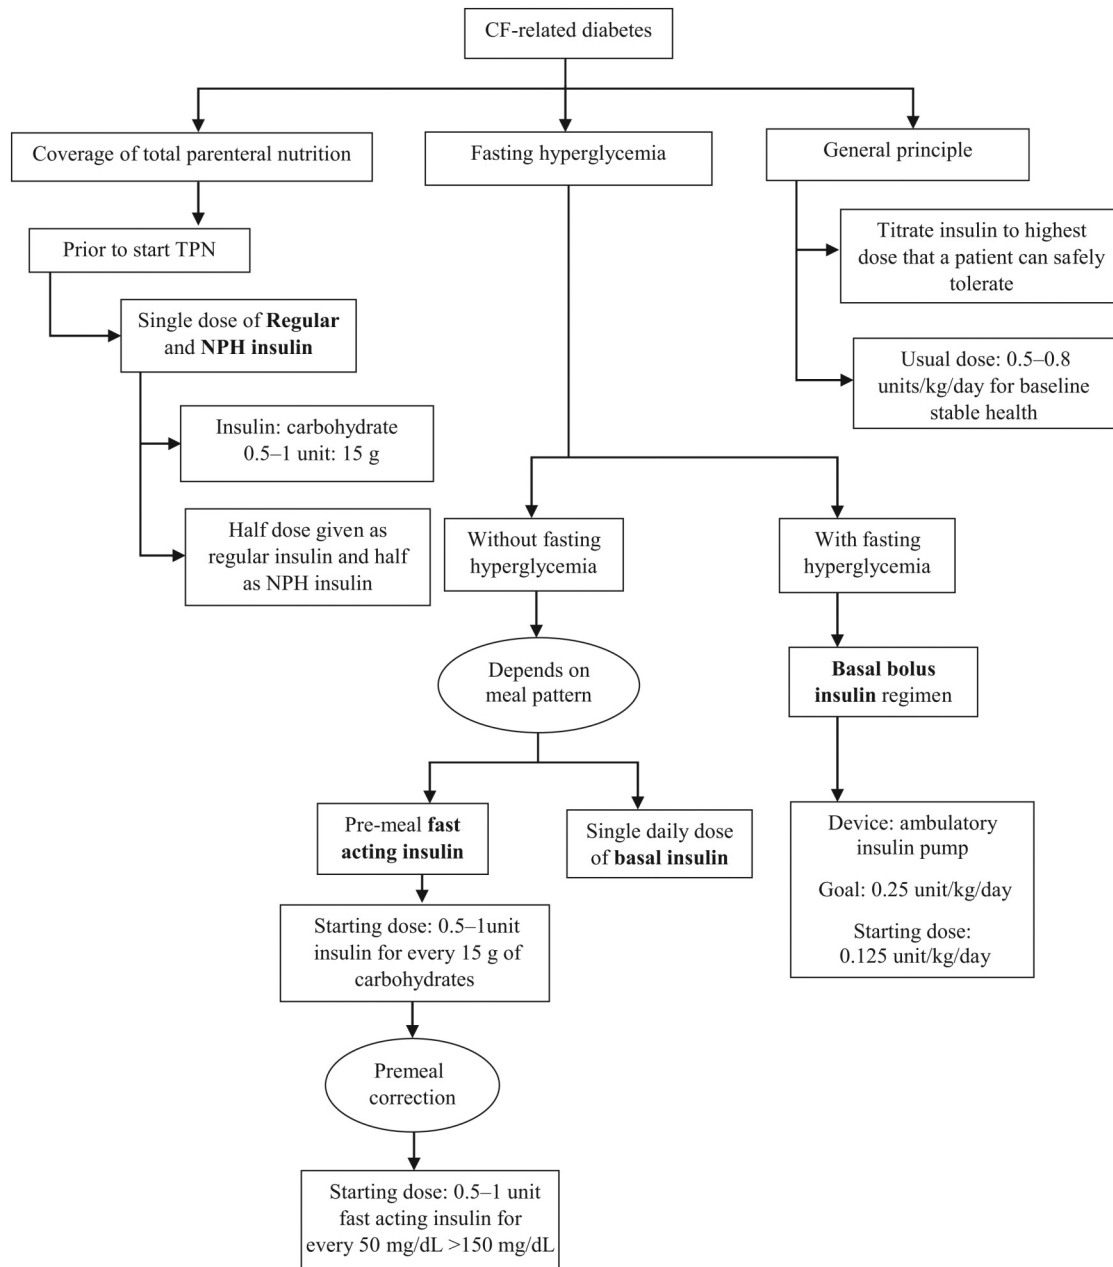 CF-related diabetes
Coverage of total parenteral nutrition
Fasting hyperglycemia
General principle
Prior to start TPN
Titrate insulin to highest
dose that a patient can safely
tolerate
Single dose of Regular
and NPH insulin
Usual dose: 0.5–0.8
units/kg/day for baseline
stable health
Insulin: carbohydrate
0.5–1 unit: 15 g
Half dose given as
regular insulin and half
as NPH insulin
Without fasting
hyperglycemia
With fasting
hyperglycemia
Depends on
meal pattern
Basal bolus
insulin regimen
Pre-meal fast
acting insulin
Single daily dose
of basal insulin
Device: ambulatory
insulin pump
Goal: 0.25 unit/kg/day
Starting dose:
0.125 unit/kg/day
Starting dose: 0.5–1unit
insulin for every 15 g of
carbohydrates
Premeal
correction
Starting dose: 0.5–1 unit
fast acting insulin for
every 50 mg/dL >150 mg/dL